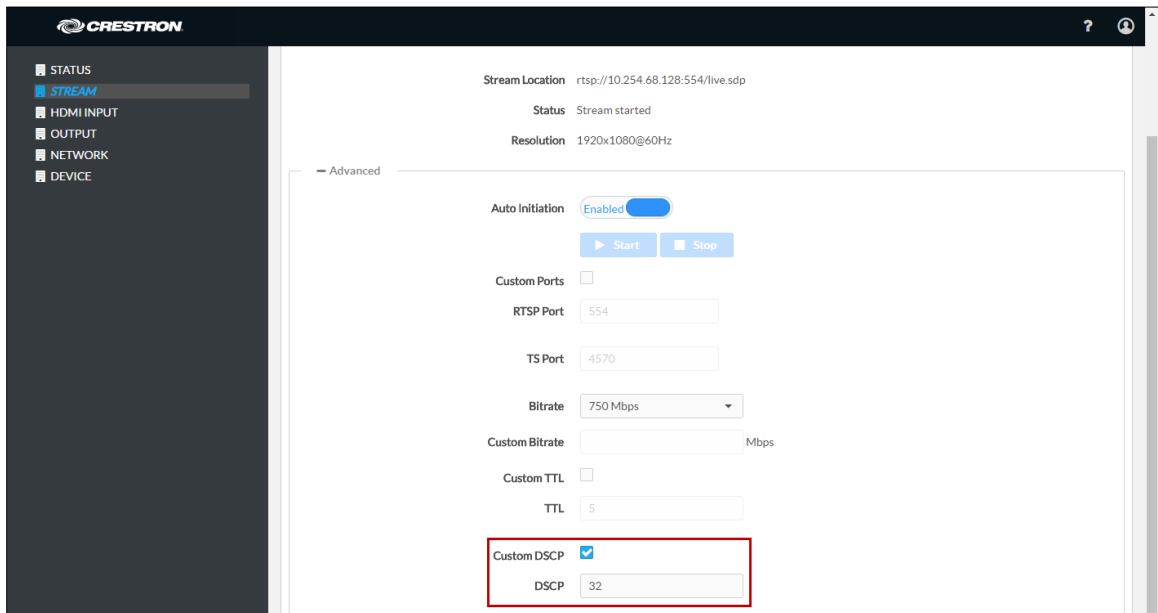 CRESTRON.
?
STATUS
STREAM
HDMI INPUT
OUTPUT
NETWORK
DEVICE
Stream Location rtsp://10.254.68.128:554/live.sdp
Status Stream started
Resolution 1920x1080@60Hz
Advanced
Auto Initiation Enabled
Start Stop
Custom Ports
RTSP Port 554
TS Port 4570
Bitrate 750 Mbps
Custom Bitrate Mbps
Custom TTL
TTL 5
Custom DSCP
DSCP 32